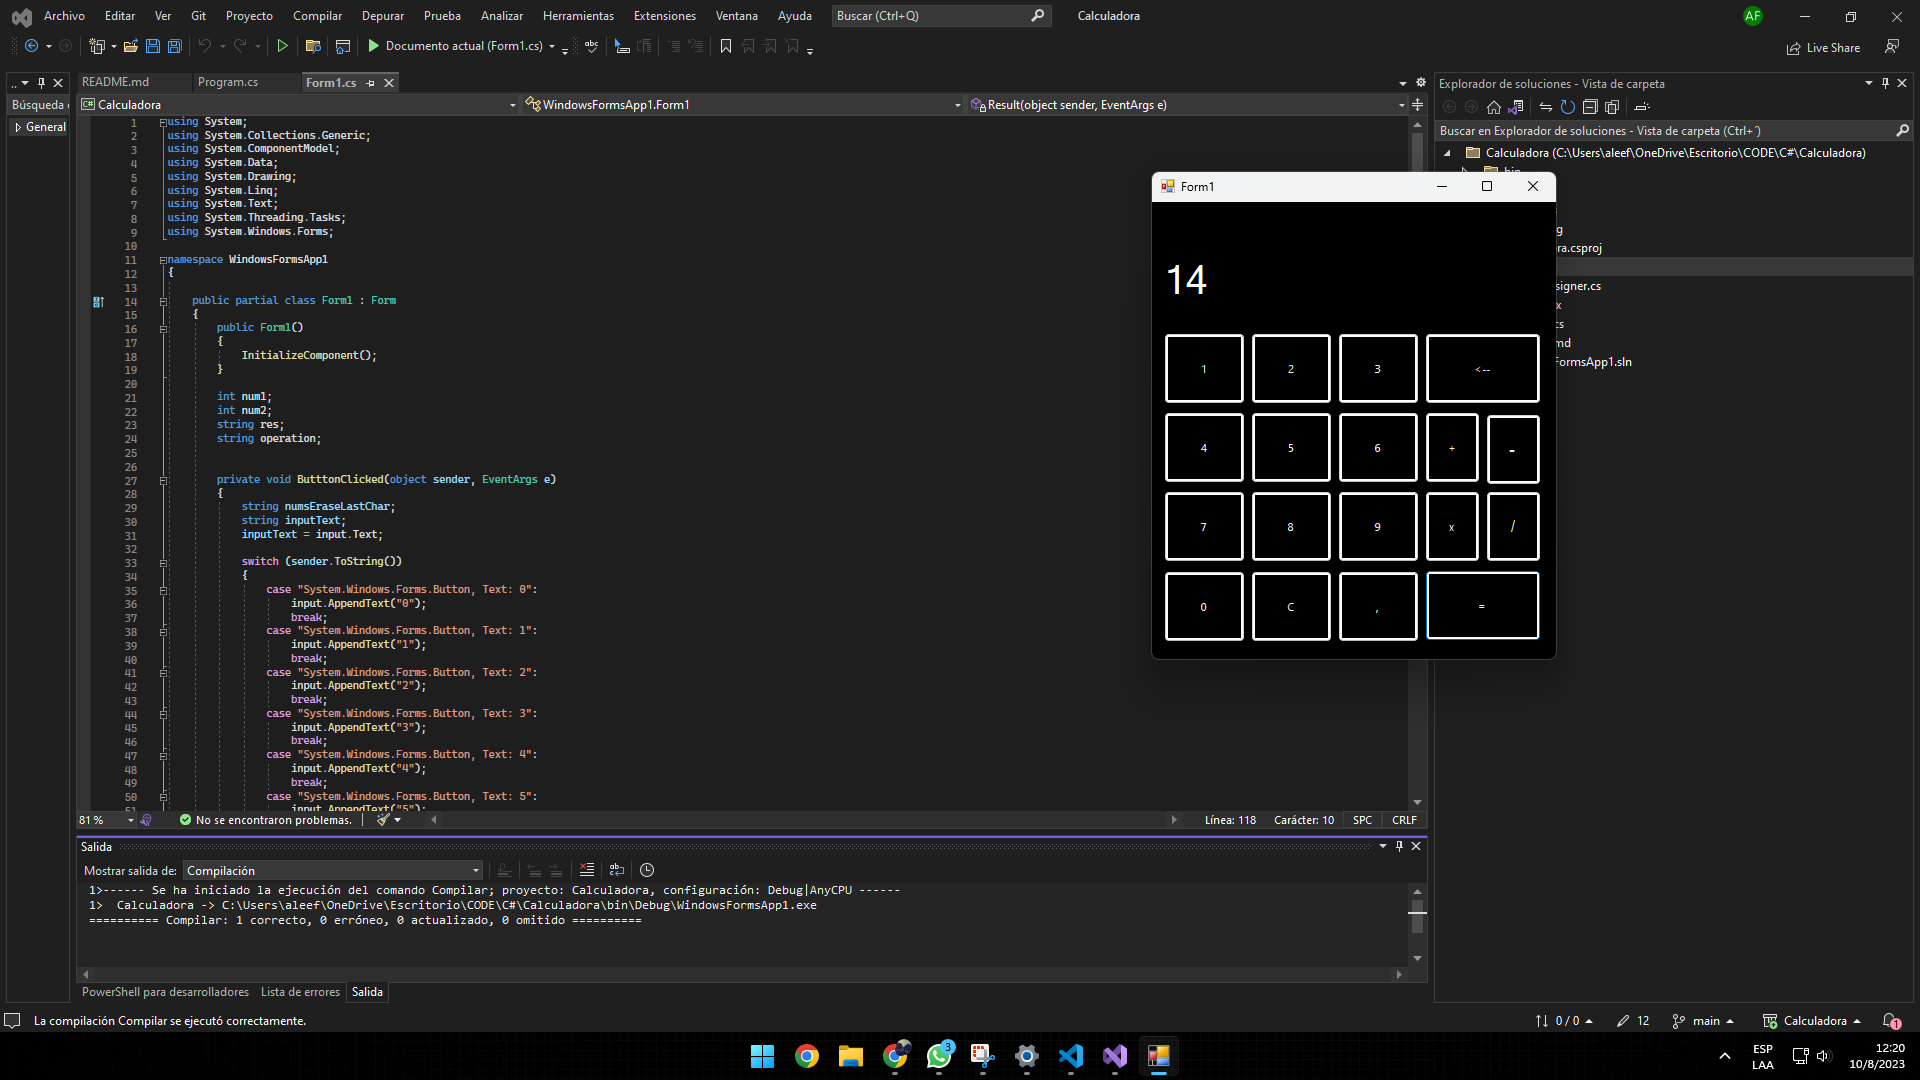 Archivo Editar Ver Git Proyecto Compilar Depurar Prueba Analizar Herramientas Extensiones Ventana Ayuda Buscar (Ctrl+Q) Calculadora AF
Documento actual (Form1.cs) Live Share
README.md Program.cs Form1.cs
Búsqueda
General
Calculadora WindowsFormsApp1.Form1 Result(object sender, EventArgs e)
1 using System;
2 using System.Collections.Generic;
3 using System.ComponentModel;
4 using System.Data;
5 using System.Drawing;
6 using System.Linq;
7 using System.Text;
8 using System.Threading.Tasks;
9 using System.Windows.Forms;
10
11 namespace WindowsFormsApp1
12 {
13
14 public partial class Form1 : Form
15 {
16 public Form1()
17 {
18 InitializeComponent();
19 }
20
21 int num1;
22 int num2;
23 string res;
24 string operation;
25
26
27 private void ButttonClicked(object sender, EventArgs e)
28 {
29 string numsEraseLastChar;
30 string inputText;
31 inputText = input.Text;
32
33 switch (sender.ToString())
34 {
35 case "System.Windows.Forms.Button, Text: 0":
36 input.AppendText("0");
37 break;
38 case "System.Windows.Forms.Button, Text: 1":
39 input.AppendText("1");
40 break;
41 case "System.Windows.Forms.Button, Text: 2":
42 input.AppendText("2");
43 break;
44 case "System.Windows.Forms.Button, Text: 3":
45 input.AppendText("3");
46 break;
47 case "System.Windows.Forms.Button, Text: 4":
48 input.AppendText("4");
49 break;
50 case "System.Windows.Forms.Button, Text: 5":
51 input.AppendText("5");
81 % No se encontraron problemas. Línea: 118 Carácter: 10 SPC CRLF
Salida
Mostrar salida de: Compilación
1>------ Se ha iniciado la ejecución del comando Compilar; proyecto: Calculadora, configuración: Debug|AnyCPU ------
1> Calculadora -> C:\Users\aleef\OneDrive\Escritorio\CODE\C#\Calculadora\bin\Debug\WindowsFormsApp1.exe
========== Compilar: 1 correcto, 0 erróneo, 0 actualizado, 0 omitido ==========
PowerShell para desarrolladores Lista de errores Salida
Explorador de soluciones - Vista de carpeta
Buscar en Explorador de soluciones - Vista de carpeta (Ctrl+´)
Calculadora (C:\Users\aleef\OneDrive\Escritorio\CODE\C#\Calculadora)
bin
g
ra.csproj
signer.cs
x
cs
md
FormsApp1.sln
Form1
14
1 2 3 <--
4 5 6 + -
7 8 9 x /
0 C , =
La compilación Compilar se ejecutó correctamente. 0 / 0 12 main Calculadora 1
3
ESP
LAA
12:20
10/8/2023